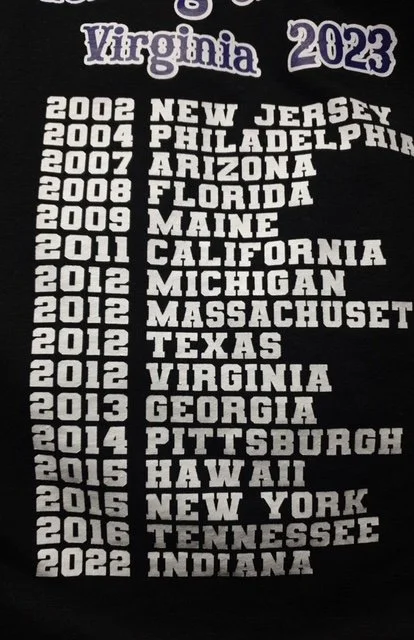 Virginia 2023
2002 NEW JERSEY
2004 PHILADELPHIA
2007 ARIZONA
2008 FLORIDA
2009 MAINE
2011 CALIFORNIA
2012 MICHIGAN
2012 MASSACHUSET
2012 TEXAS
2012 VIRGINIA
2013 GEORGIA
2014 PITTSBURGH
2015 HAWAII
2015 NEW YORK
2016 TENNESSEE
2022 INDIANA